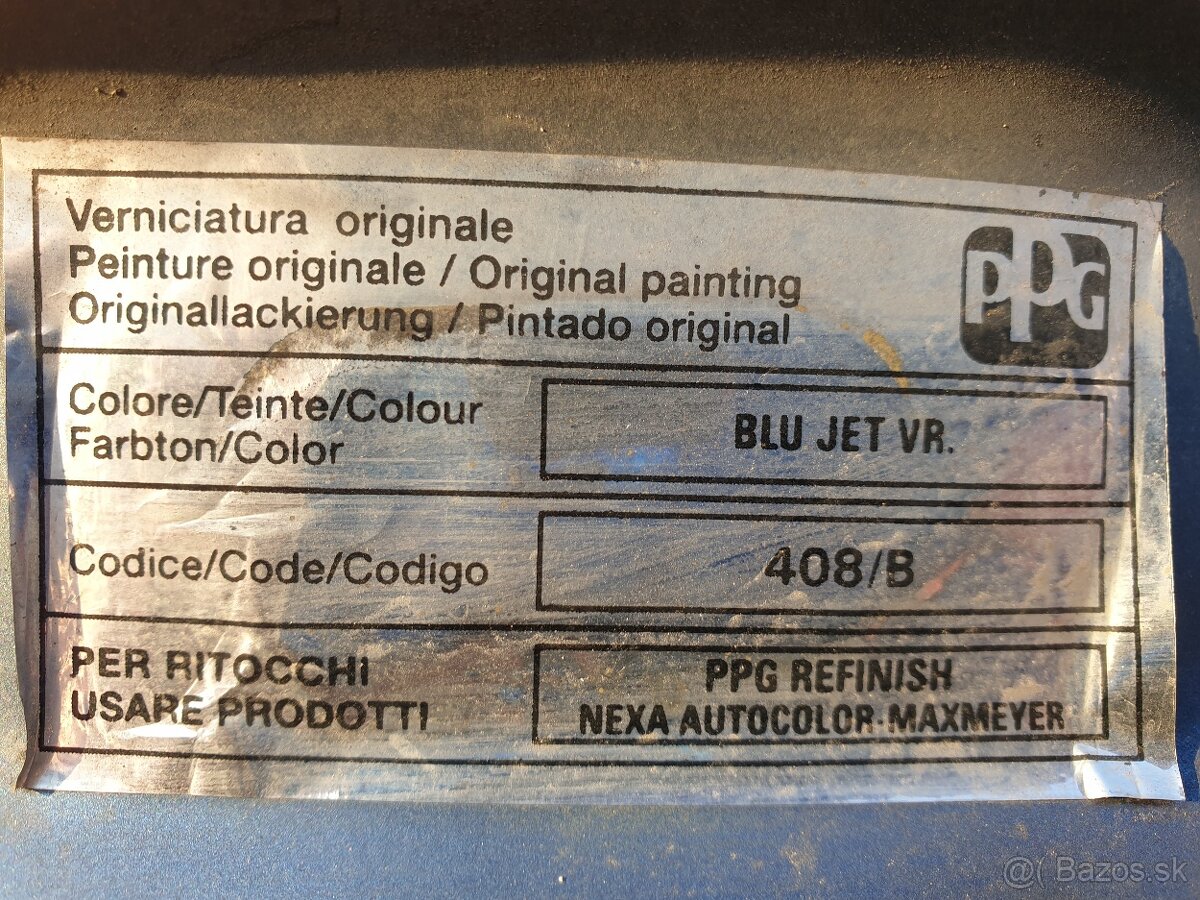 Verniciatura originale
Peinture originale / Original painting
Originallackierung / Pintado original
PPG
Colore/Teinte/Colour
Farbton/Color
BLU JET VR.
Codice/Code/Codigo
408/B
PER RITOCCHI
USARE PRODOTTI
PPG REFINISH
NEXA AUTOCOLOR-MAXMEYER
@( Bazos.sk